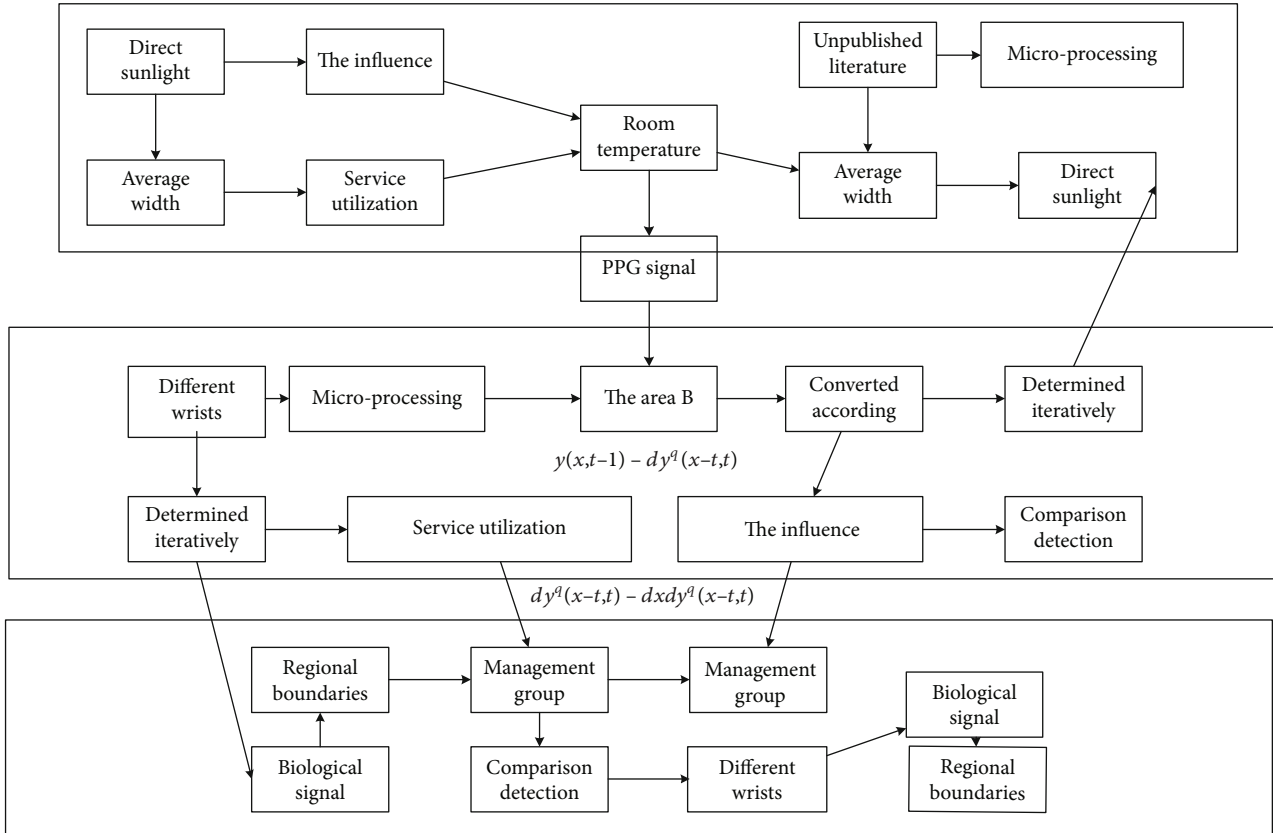 Direct
sunlight
The influence
Unpublished
literature
Micro-processing
Room
temperature
Average
width
Service
utilization
Average
width
Direct
sunlight
PPG signal
Different
wrists
Micro-processing
The area B
Converted
according
Determined
iteratively
y(x,t–1) – dy^q(x–t,t)
Determined
iteratively
Service utilization
The influence
Comparison
detection
dy^q(x–t,t) – dxdy^q(x–t,t)
Regional
boundaries
Management
group
Management
group
Biological
signal
Biological
signal
Comparison
detection
Different
wrists
Regional
boundaries